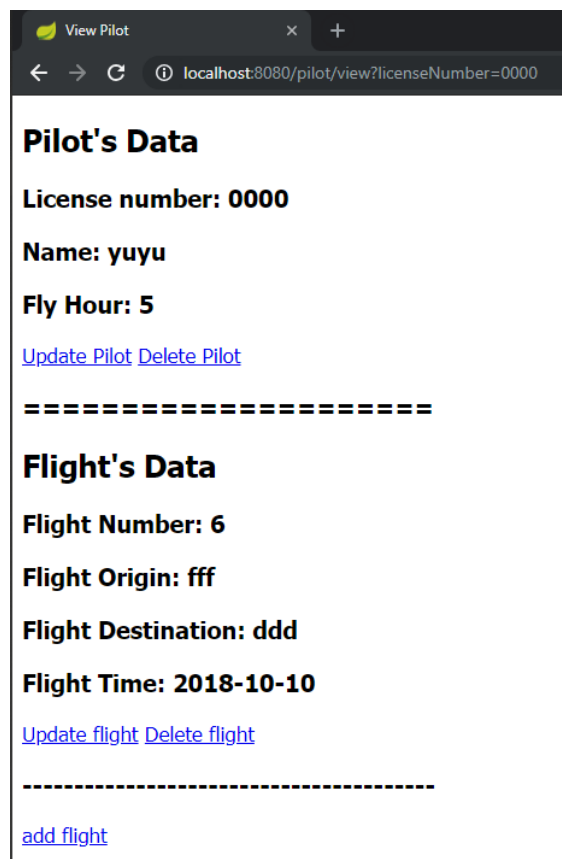 View Pilot
localhost:8080/pilot/view?licenseNumber=0000
Pilot's Data
License number: 0000
Name: yuyu
Fly Hour: 5
Update Pilot Delete Pilot
=====================
Flight's Data
Flight Number: 6
Flight Origin: fff
Flight Destination: ddd
Flight Time: 2018-10-10
Update flight Delete flight
----------------------------------------
add flight